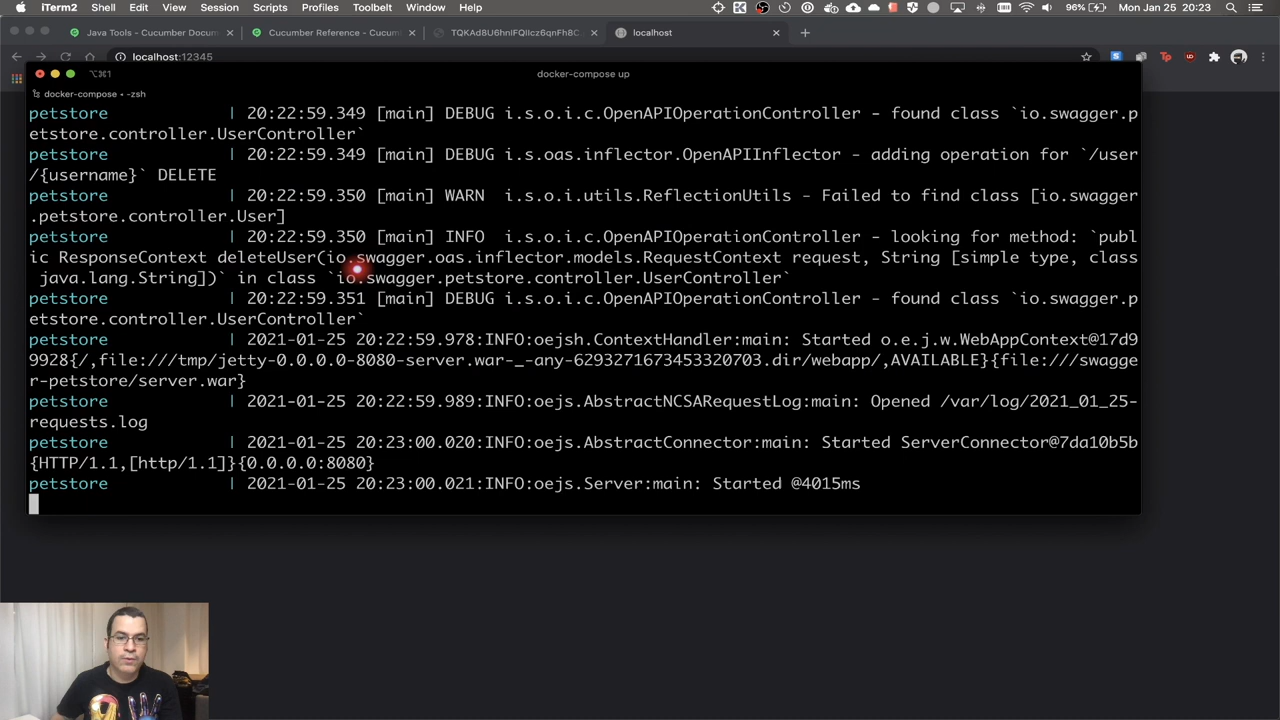 iTerm2 Shell Edit View Session Scripts Profiles Toolbelt Window Help 96% Mon Jan 25 20:23
Java Tools - Cucumber Docum Cucumber Reference - Cucum TQKAd8U6hnIFQIlcz6qnFh8C localhost
localhost:12345
⌥⌘1 docker-compose up
docker-compose • -zsh
petstore | 20:22:59.349 [main] DEBUG i.s.o.i.c.OpenAPIOperationController - found class `io.swagger.p
etstore.controller.UserController`
petstore | 20:22:59.349 [main] DEBUG i.s.oas.inflector.OpenAPIInflector - adding operation for `/user
/{username}` DELETE
petstore | 20:22:59.350 [main] WARN i.s.o.i.utils.ReflectionUtils - Failed to find class [io.swagger
.petstore.controller.User]
petstore | 20:22:59.350 [main] INFO i.s.o.i.c.OpenAPIOperationController - looking for method: `publ
ic ResponseContext deleteUser(io.swagger.oas.inflector.models.RequestContext request, String [simple type, class
java.lang.String])` in class `io.swagger.petstore.controller.UserController`
petstore | 20:22:59.351 [main] DEBUG i.s.o.i.c.OpenAPIOperationController - found class `io.swagger.p
etstore.controller.UserController`
petstore | 2021-01-25 20:22:59.978:INFO:oejsh.ContextHandler:main: Started o.e.j.w.WebAppContext@17d9
9928{/,file:///tmp/jetty-0.0.0.0-8080-server.war-_-any-6293271673453320703.dir/webapp/,AVAILABLE}{file:///swagge
r-petstore/server.war}
petstore | 2021-01-25 20:22:59.989:INFO:oejs.AbstractNCSARequestLog:main: Opened /var/log/2021_01_25-
requests.log
petstore | 2021-01-25 20:23:00.020:INFO:oejs.AbstractConnector:main: Started ServerConnector@7da10b5b
{HTTP/1.1,[http/1.1]}{0.0.0.0:8080}
petstore | 2021-01-25 20:23:00.021:INFO:oejs.Server:main: Started @4015ms